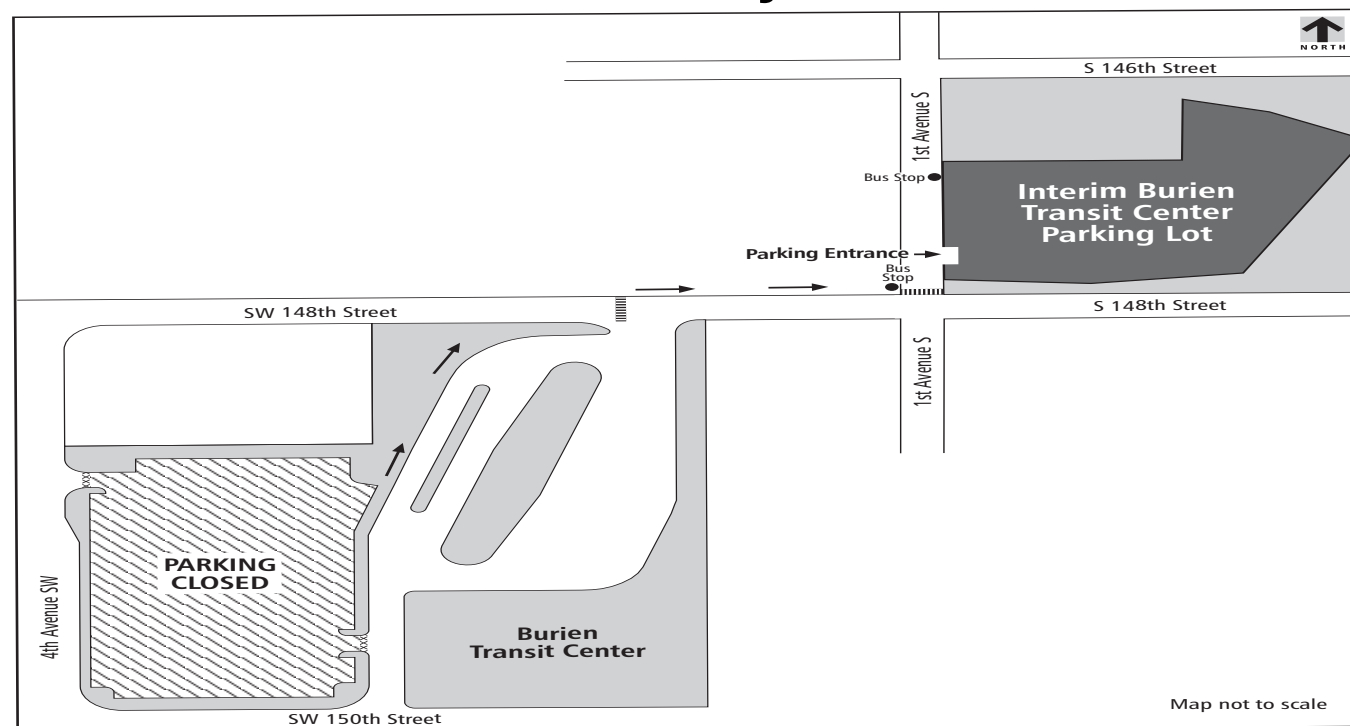 NORTH
S 146th Street
1st Avenue S
Bus Stop
Interim Burien
Transit Center
Parking Lot
Parking Entrance
Bus
Stop
SW 148th Street
S 148th Street
1st Avenue S
PARKING
CLOSED
4th Avenue SW
Burien
Transit Center
Map not to scale
SW 150th Street